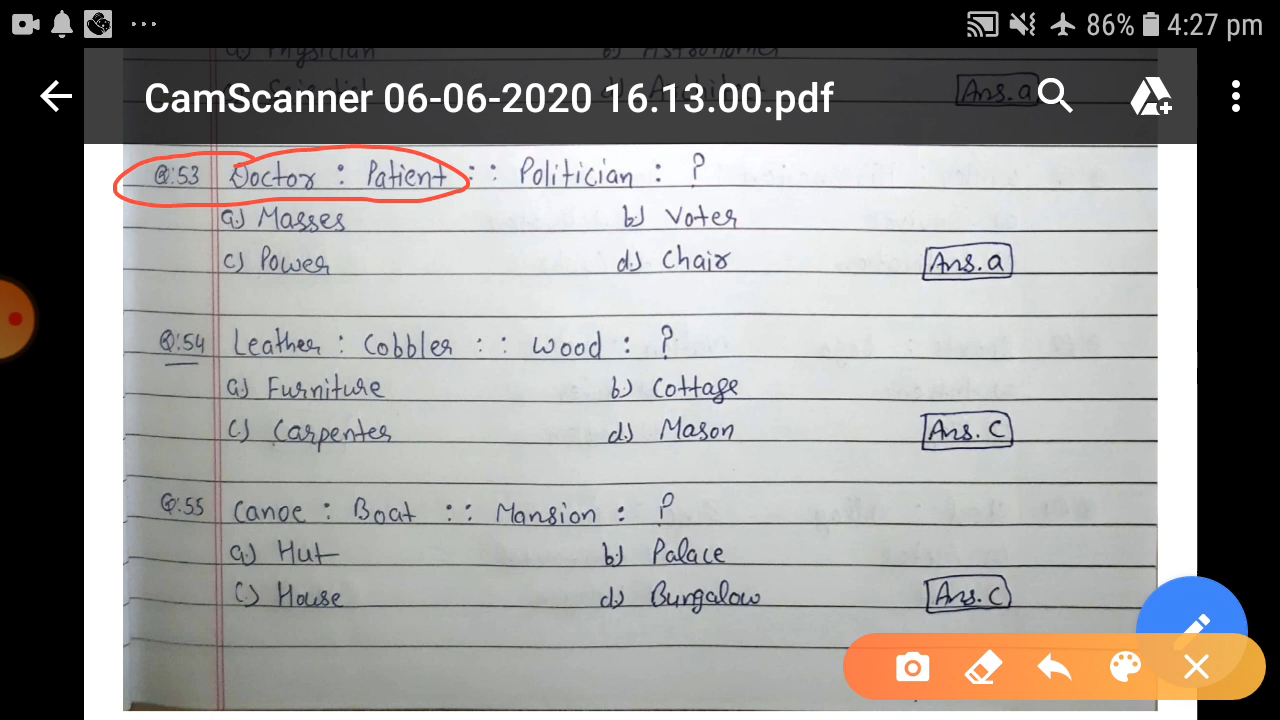 86% 4:27 pm
a) Physician b) Astronomer
CamScanner 06-06-2020 16.13.00.pdf
Ans. a
Q:53 Doctor : Patient :: Politician : ?
a) Masses b) Voter
c) Power d) Chair Ans. a
Q:54 Leather : Cobbler :: Wood : ?
a) Furniture b) Cottage
c) Carpenter d) Mason Ans. C
Q:55 Canoe : Boat :: Mansion : ?
a) Hut b) Palace
c) House d) Bungalow Ans. C